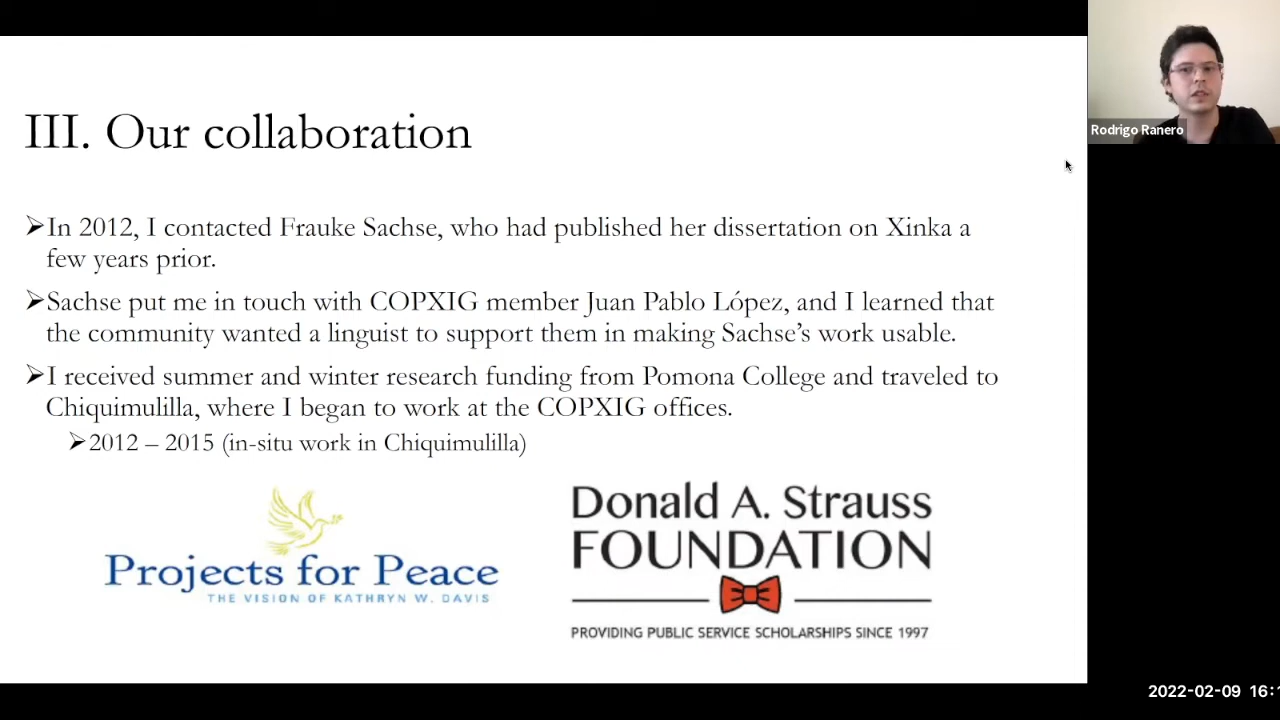 III. Our collaboration
Rodrigo Ranero
➢In 2012, I contacted Frauke Sachse, who had published her dissertation on Xinka a
few years prior.
➢Sachse put me in touch with COPXIG member Juan Pablo López, and I learned that
the community wanted a linguist to support them in making Sachse’s work usable.
➢I received summer and winter research funding from Pomona College and traveled to
Chiquimulilla, where I began to work at the COPXIG offices.
➢2012 – 2015 (in-situ work in Chiquimulilla)
Projects for Peace
THE VISION OF KATHRYN W. DAVIS
Donald A. Strauss
FOUNDATION
PROVIDING PUBLIC SERVICE SCHOLARSHIPS SINCE 1997
2022-02-09 16: